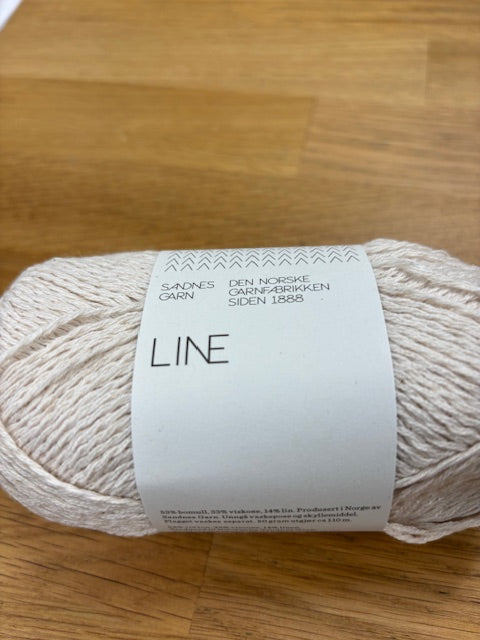 SANDNES
GARN
DEN NORSKE
GARNFABRIKKEN
SIDEN 1888
LINE
53% bomull, 33% viskose, 14% lin. Produsert i Norge av
Sandnes Garn. Unngå vaskepose og skyllemiddel.
Plagget vaskes separat. 50 gram utgjør ca 110 m.